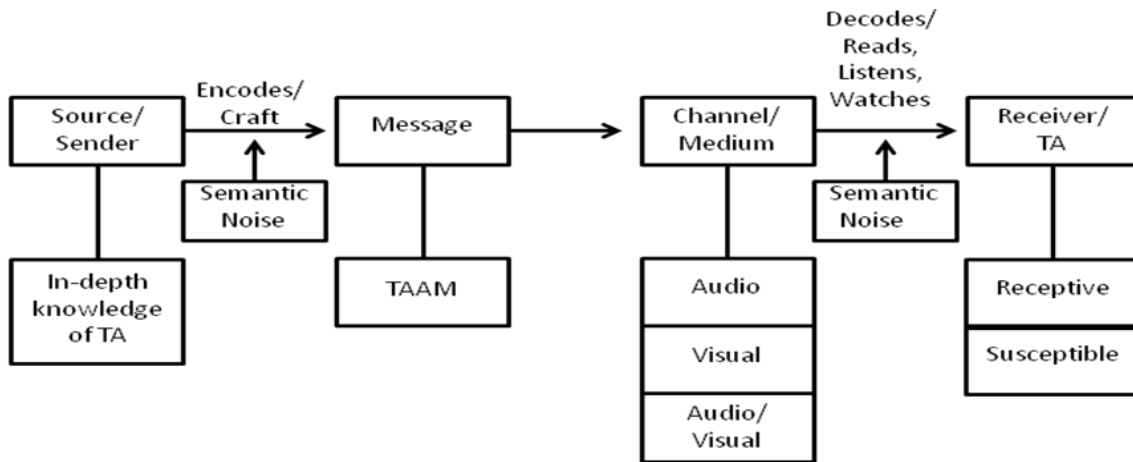 Source/
Sender
Encodes/
Craft
Semantic
Noise
Message
Channel/
Medium
Decodes/
Reads,
Listens,
Watches
Semantic
Noise
Receiver/
TA
In-depth
knowledge
of TA
TAAM
Audio
Visual
Audio/
Visual
Receptive
Susceptible